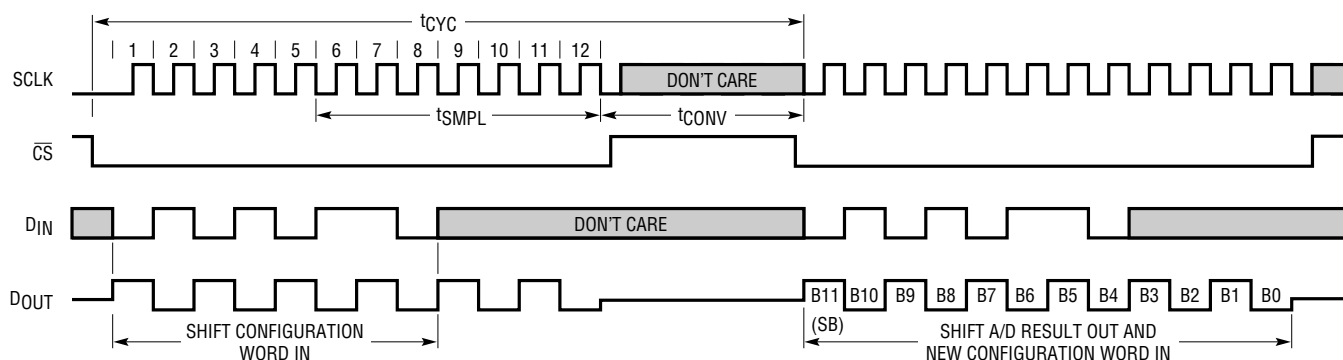 tCYC
1 2 3 4 5 6 7 8 9 10 11 12
SCLK
DON'T CARE
tSMPL
tCONV
CS
DIN
DON'T CARE
DOUT
B11 B10 B9 B8 B7 B6 B5 B4 B3 B2 B1 B0
(SB)
SHIFT CONFIGURATION
WORD IN
SHIFT A/D RESULT OUT AND
NEW CONFIGURATION WORD IN